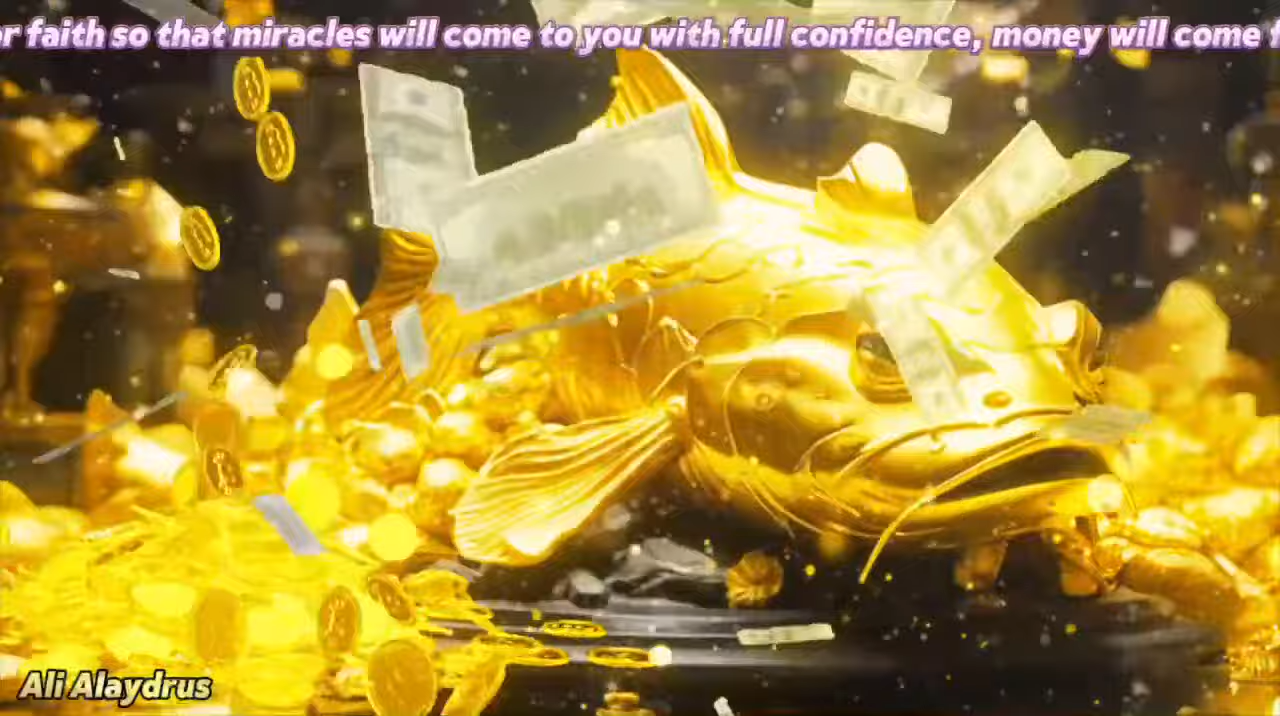 faith so that miracles will come to you with full confidence, money will come
Ali Alaydrus